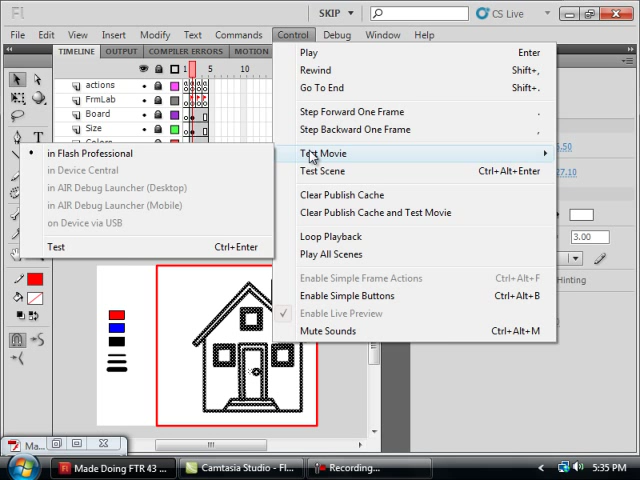 Fl
SKIP
CS Live
File Edit View Insert Modify Text Commands Control Debug Window Help
TIMELINE OUTPUT COMPILER ERRORS MOTION
1 5 10
actions
FrmLab
Board
Size
Play Enter
Rewind Shift+,
Go To End Shift+.
Step Forward One Frame .
Step Backward One Frame ,
Test Movie
Test Scene Ctrl+Alt+Enter
Clear Publish Cache
Clear Publish Cache and Test Movie
Loop Playback
Play All Scenes
Enable Simple Frame Actions Ctrl+Alt+F
Enable Simple Buttons Ctrl+Alt+B
Enable Live Preview
Mute Sounds Ctrl+Alt+M
in Flash Professional
in Device Central
in AIR Debug Launcher (Desktop)
in AIR Debug Launcher (Mobile)
on Device via USB
Test Ctrl+Enter
5.50
27.10
3.00
Hinting
Ma...
Made Doing FTR 43 Camtasia Studio - Fl... Recording... 5:35 PM